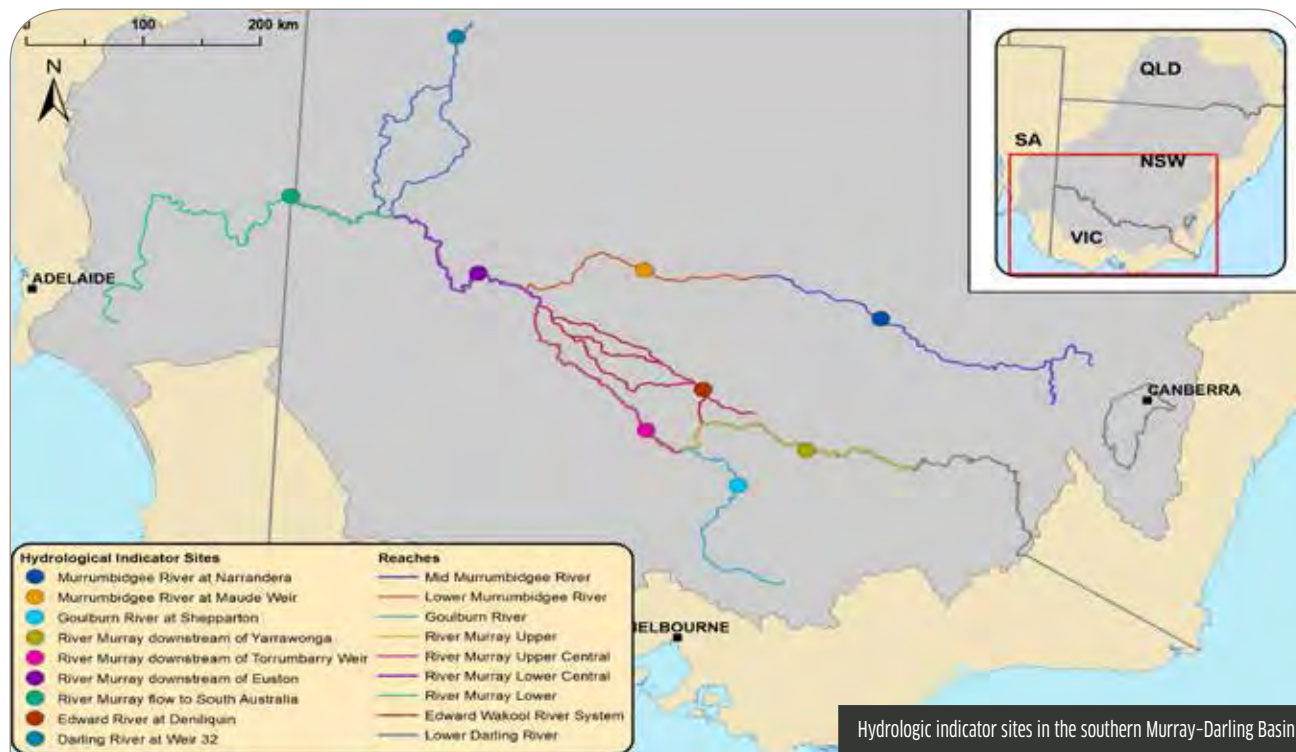 0 100 200 km
N
QLD
SA
NSW
VIC
ADELAIDE
CANBERRA
MELBOURNE
Hydrological Indicator Sites
Murrumbidgee River at Narrandera
Murrumbidgee River at Maude Weir
Goulburn River at Shepparton
River Murray downstream of Yarrawonga
River Murray downstream of Torrumbarry Weir
River Murray downstream of Euston
River Murray flow to South Australia
Edward River at Deniliquin
Darling River at Weir 32
Reaches
Mid Murrumbidgee River
Lower Murrumbidgee River
Goulburn River
River Murray Upper
River Murray Upper Central
River Murray Lower Central
River Murray Lower
Edward Wakool River System
Lower Darling River
Hydrologic indicator sites in the southern Murray–Darling Basin